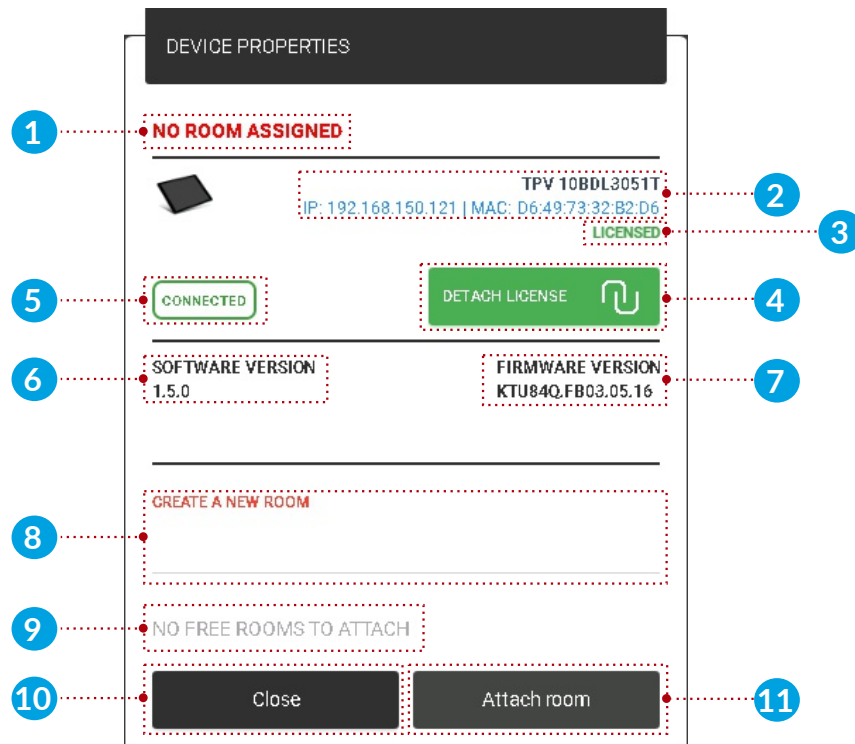 DEVICE PROPERTIES
1
NO ROOM ASSIGNED
TPV 10BDL3051T
2
IP: 192.168.150.121 | MAC: D6:49:73:32:B2:D6
LICENSED
3
5
CONNECTED
DETACH LICENSE
4
6
SOFTWARE VERSION
1.5.0
FIRMWARE VERSION
KTU84Q.FB03.05.16
7
CREATE A NEW ROOM
8
9
NO FREE ROOMS TO ATTACH
10
Close
Attach room
11